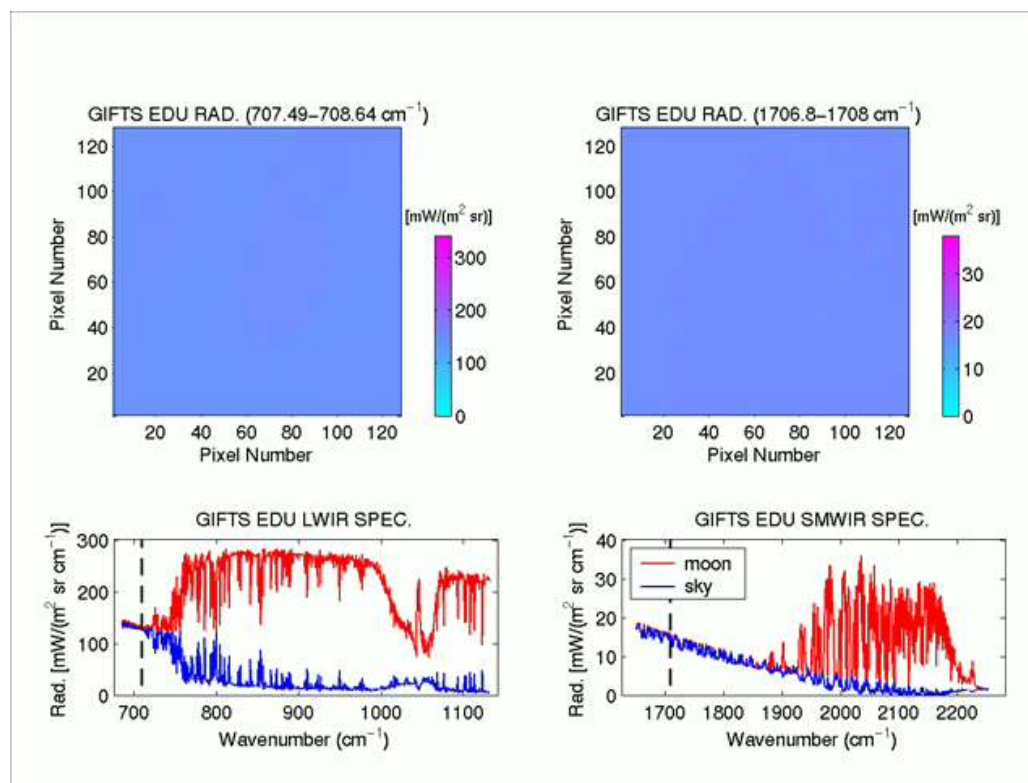 GIFTS EDU RAD. (707.49–708.64 cm⁻¹)
120
100
80
60
40
20
Pixel Number
20 40 60 80 100 120
Pixel Number
[mW/(m² sr)]
300
200
100
0
GIFTS EDU RAD. (1706.8–1708 cm⁻¹)
120
100
80
60
40
20
Pixel Number
20 40 60 80 100 120
Pixel Number
[mW/(m² sr)]
30
20
10
0
GIFTS EDU LWIR SPEC.
300
200
100
0
Rad. [mW/(m² sr cm⁻¹)]
700 800 900 1000 1100
Wavenumber (cm⁻¹)
GIFTS EDU SMWIR SPEC.
40
30
20
10
0
Rad. [mW/(m² sr cm⁻¹)]
moon
sky
1700 1800 1900 2000 2100 2200
Wavenumber (cm⁻¹)